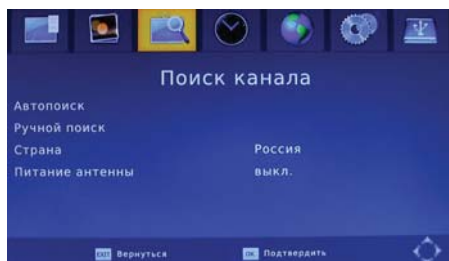 Поиск канала
Автопоиск
Ручной поиск
Страна Россия
Питание антенны выкл.
EXIT Вернуться OK Подтвердить